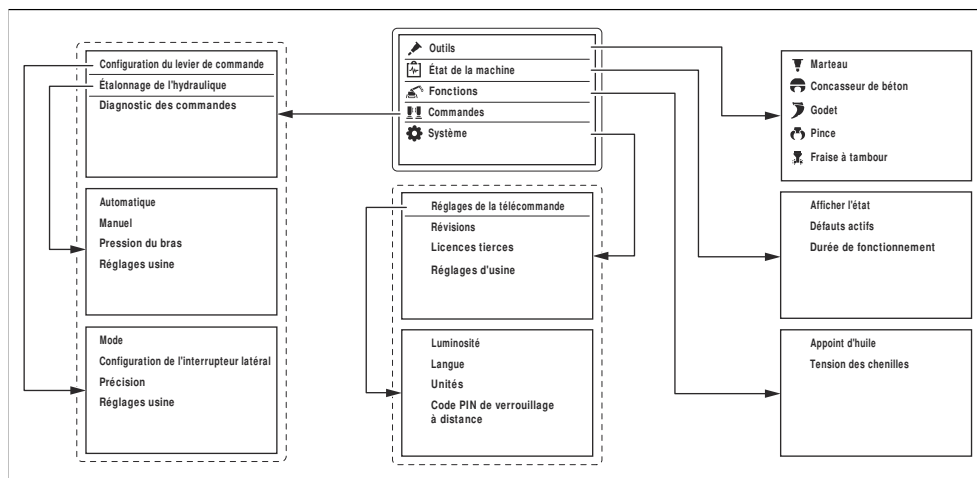 Configuration du levier de commande
Étalonnage de l'hydraulique
Diagnostic des commandes
Automatique
Manuel
Pression du bras
Réglages usine
Mode
Configuration de l'interrupteur latéral
Précision
Réglages usine
Outils
État de la machine
Fonctions
Commandes
Système
Réglages de la télécommande
Révisions
Licences tierces
Réglages d'usine
Luminosité
Langue
Unités
Code PIN de verrouillage
à distance
Marteau
Concasseur de béton
Godet
Pince
Fraise à tambour
Afficher l'état
Défauts actifs
Durée de fonctionnement
Appoint d'huile
Tension des chenilles